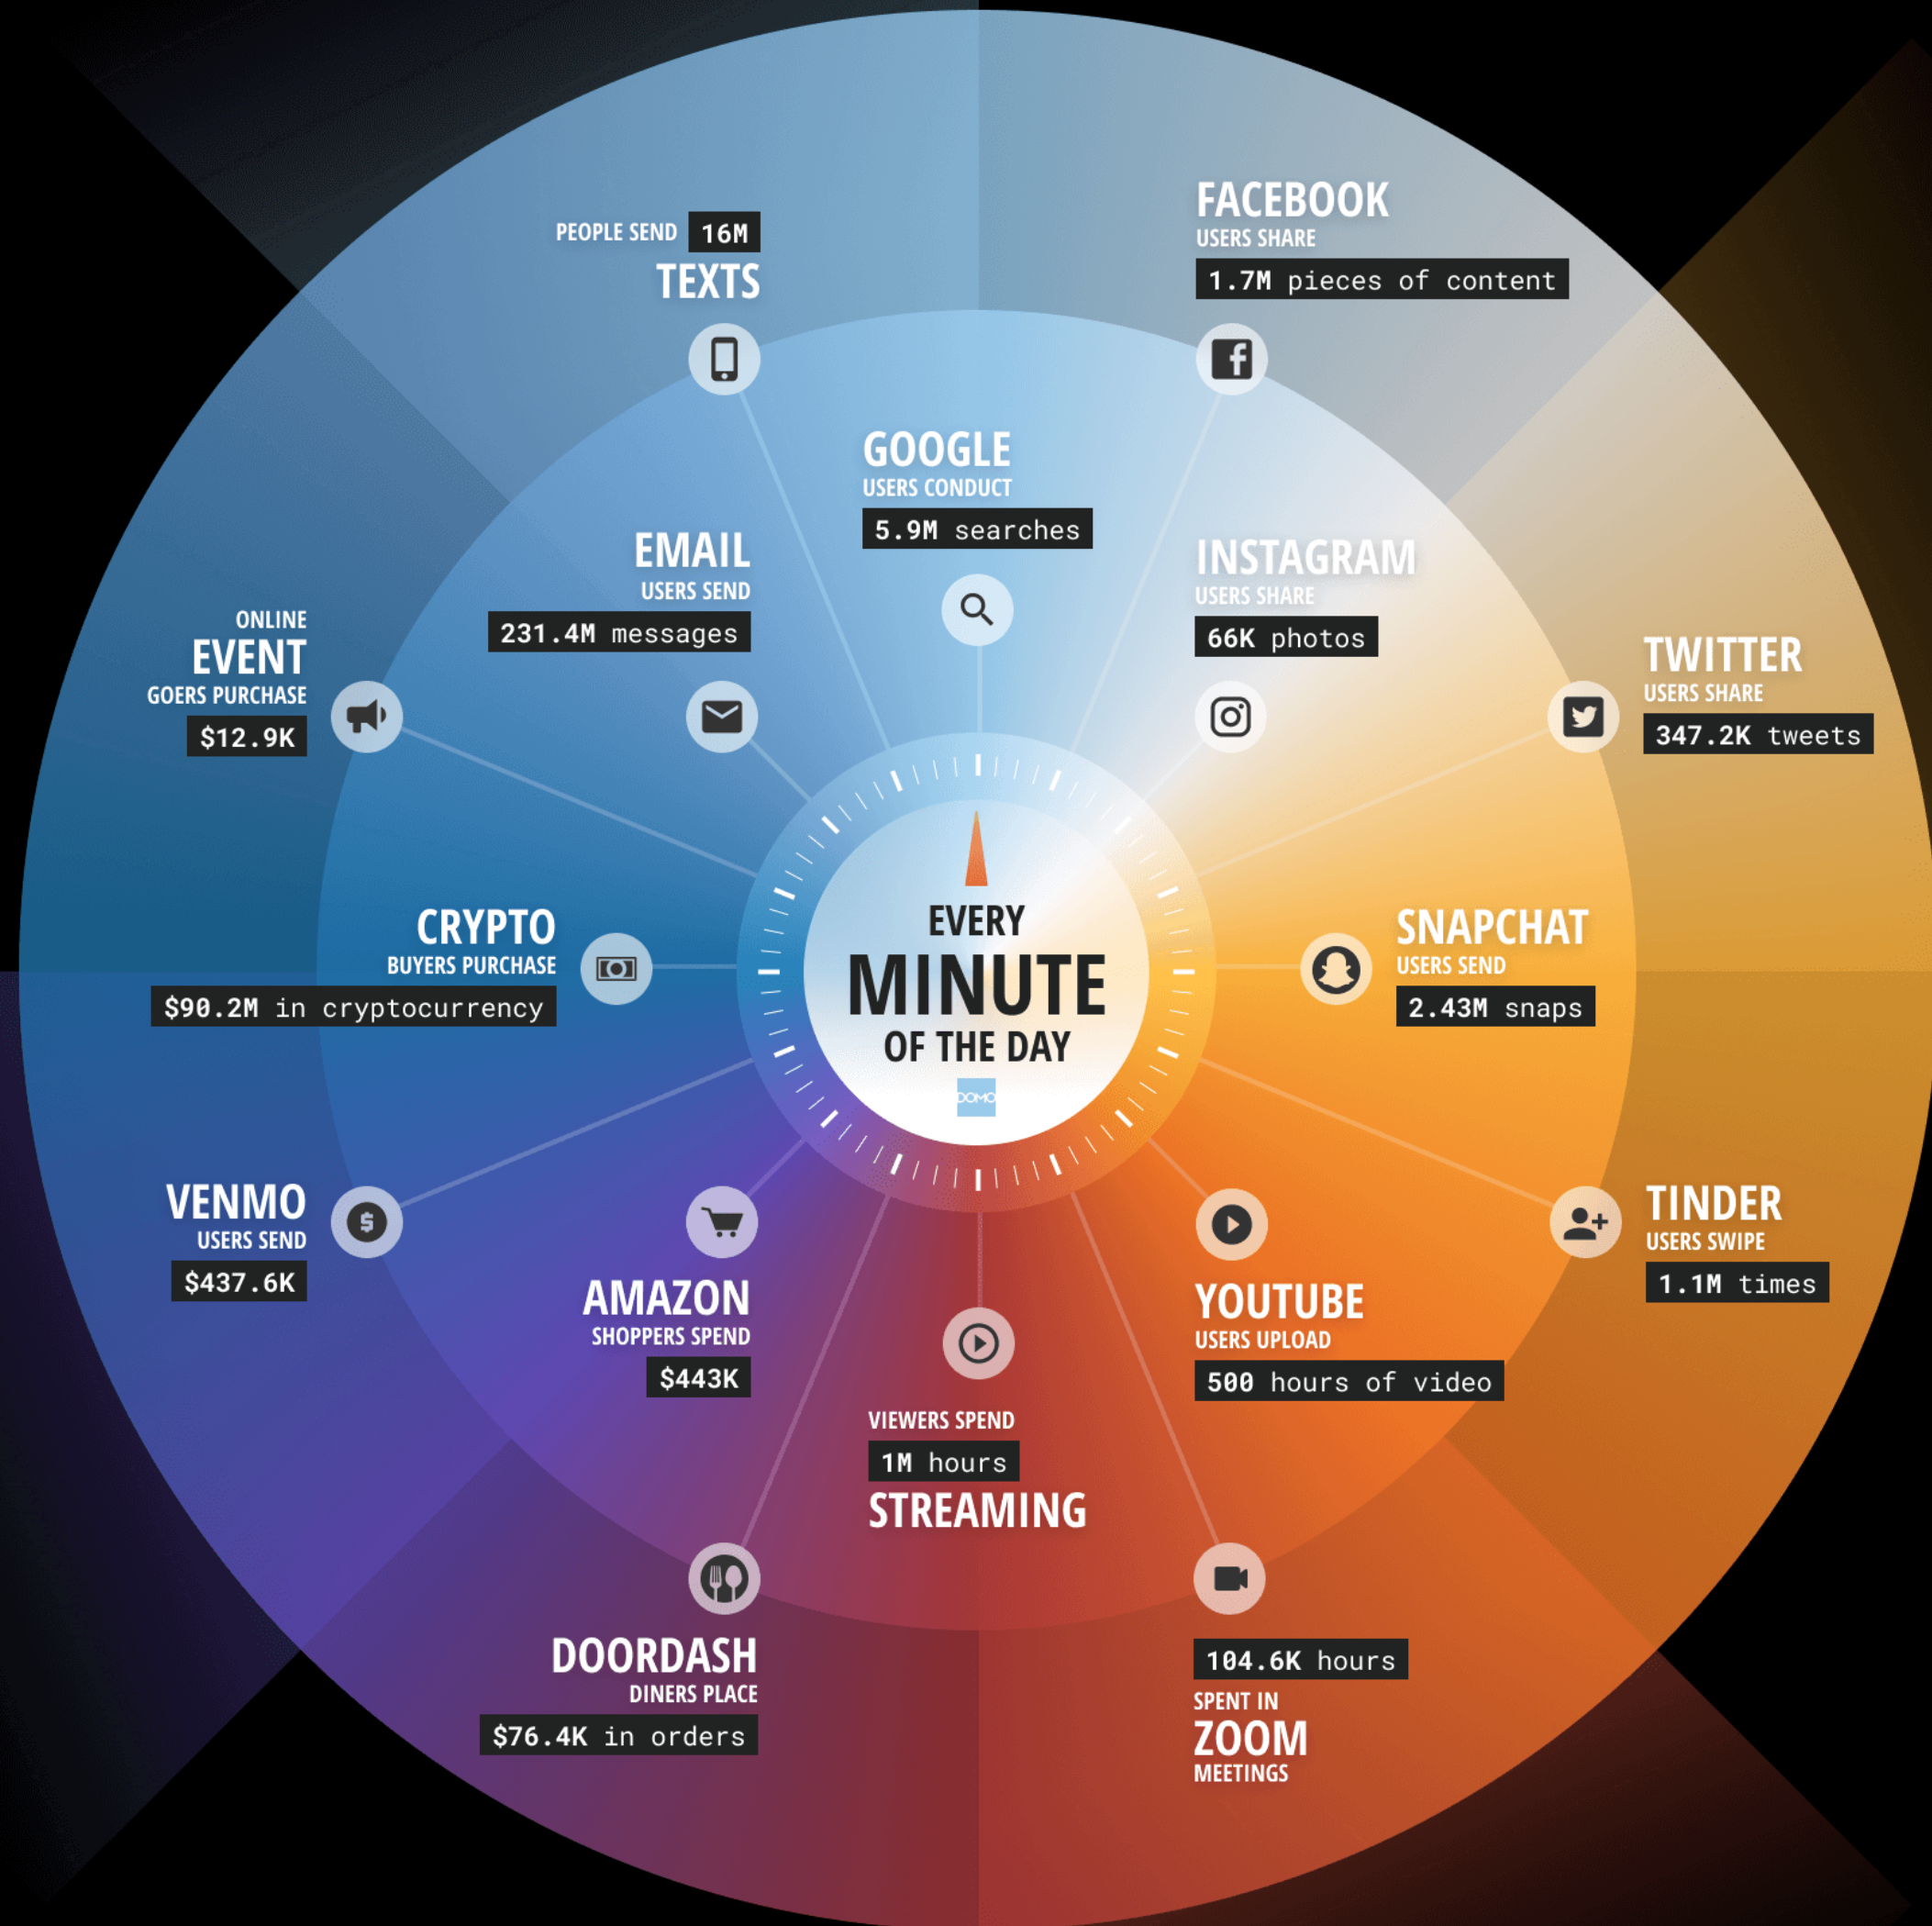 PEOPLE SEND 16M
TEXTS
FACEBOOK
USERS SHARE
1.7M pieces of content
GOOGLE
USERS CONDUCT
5.9M searches
EMAIL
USERS SEND
231.4M messages
INSTAGRAM
USERS SHARE
66K photos
ONLINE
EVENT
GOERS PURCHASE
$12.9K
TWITTER
USERS SHARE
347.2K tweets
CRYPTO
BUYERS PURCHASE
$90.2M in cryptocurrency
EVERY
MINUTE
OF THE DAY
DOMO
SNAPCHAT
USERS SEND
2.43M snaps
VENMO
USERS SEND
$437.6K
AMAZON
SHOPPERS SPEND
$443K
VIEWERS SPEND
1M hours
STREAMING
YOUTUBE
USERS UPLOAD
500 hours of video
TINDER
USERS SWIPE
1.1M times
DOORDASH
DINERS PLACE
$76.4K in orders
104.6K hours
SPENT IN
ZOOM
MEETINGS